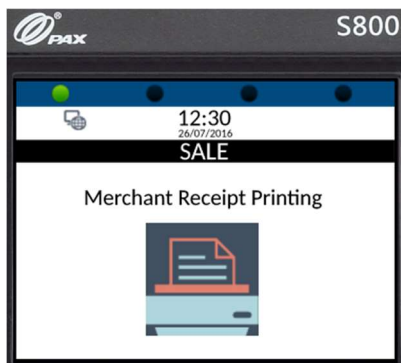 PAX
S800
12:30
26/07/2016
SALE
Merchant Receipt Printing